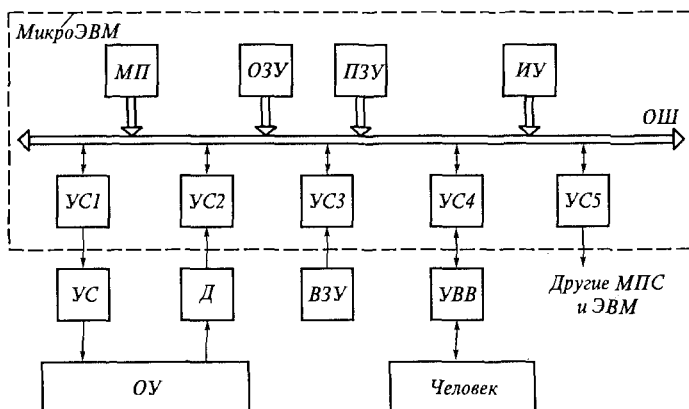 МикроЭВМ
МП
ОЗУ
ПЗУ
ИУ
ОШ
УС1
УС2
УС3
УС4
УС5
УС
Д
ВЗУ
УВВ
Другие МПС
и ЭВМ
ОУ
Человек